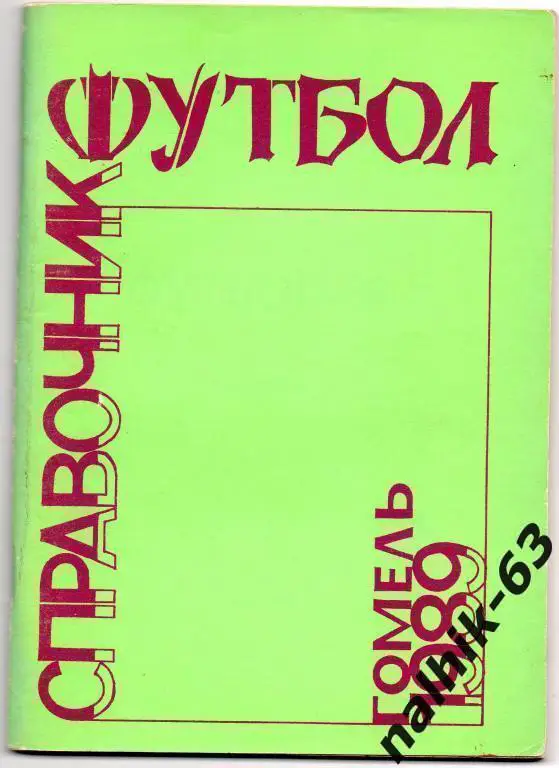 ФУТБОЛ
СПРАВОЧНИК
ГОМЕЛЬ
1989
nalhik-63